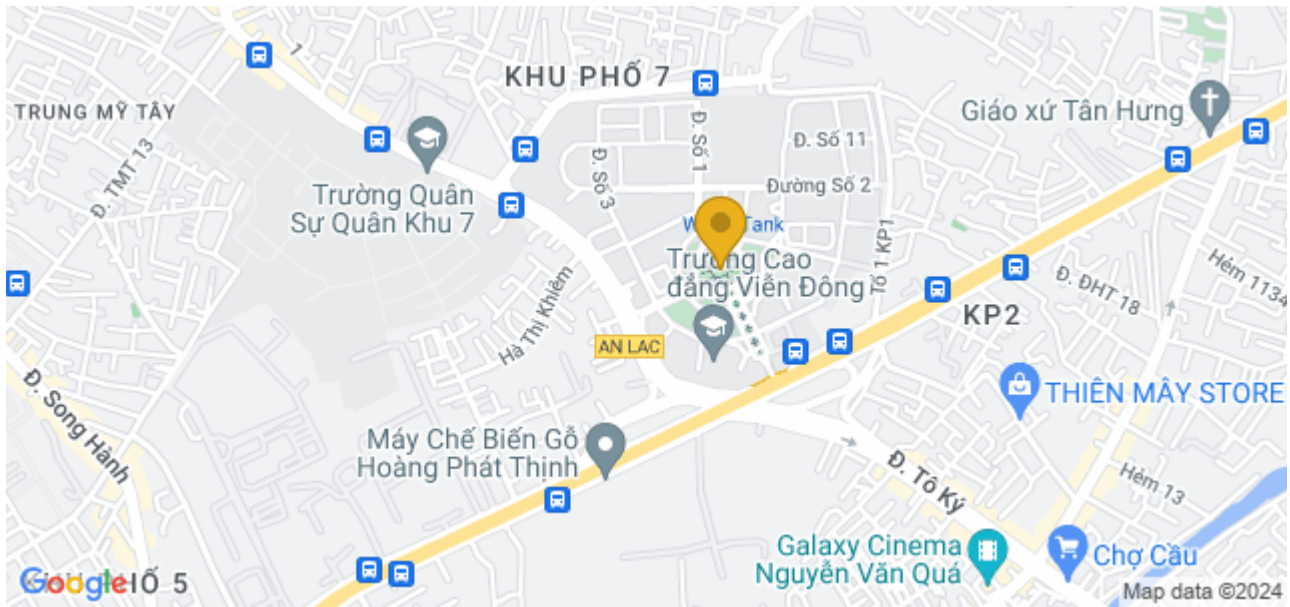 1
KHU PHỐ 7
TRUNG MỸ TÂY
Đ. TMT 13
Trường Quân
Sự Quân Khu 7
Đ. Số 3
Đ. Số 1
Đ. Số 11
Đường Số 2
Giáo xứ Tân Hưng
Tank
Trường Cao
đẳng Viễn Đông
Tổ 1 KP1
Hà Thị Khiêm
AN LAC
KP2
Đ. ĐHT 18
Hẻm 1134
THIÊN MÂY STORE
Đ. Song Hành
Máy Chế Biến Gỗ
Hoàng Phát Thịnh
Đ. Tô Ký
Hẻm 13
Galaxy Cinema
Nguyễn Văn Quá
Chợ Cầu
Google
5
Map data ©2024